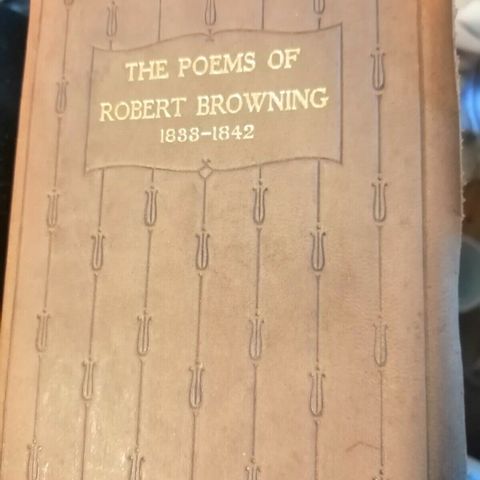 THE POEMS OF
ROBERT BROWNING
1833-1842